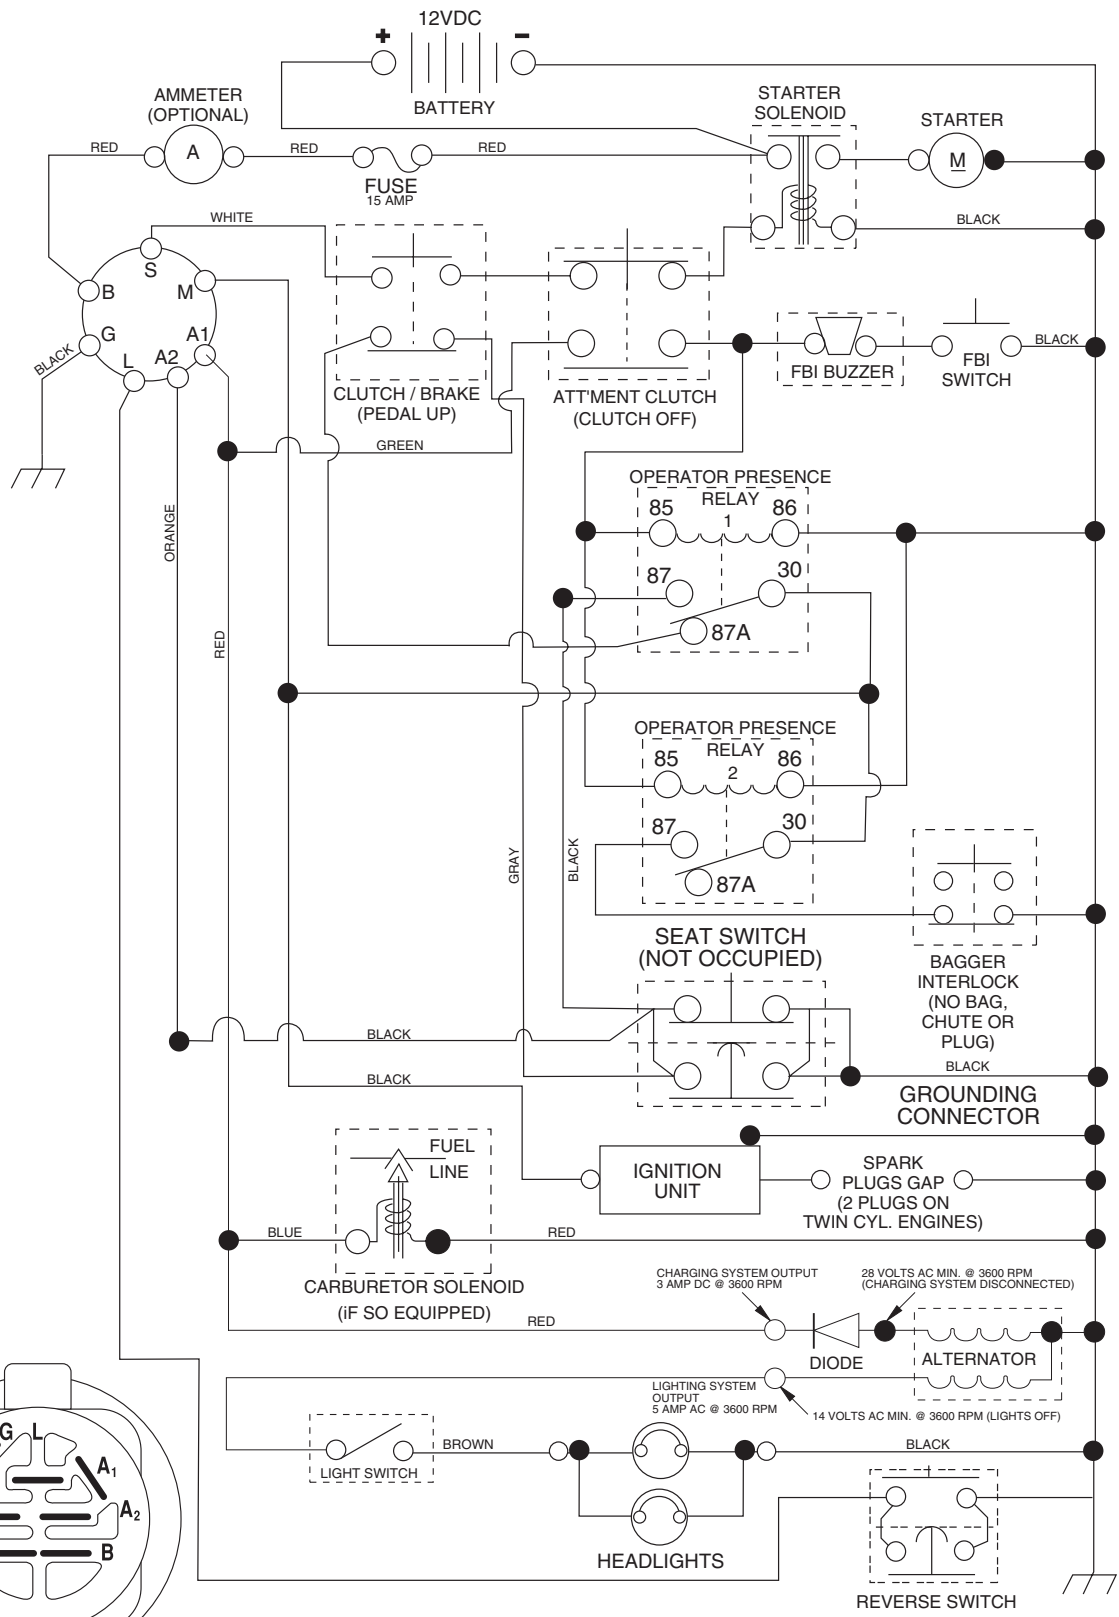 12VDC
+
−
BATTERY
AMMETER
(OPTIONAL)
A
RED
RED
RED
FUSE
15 AMP
STARTER
SOLENOID
STARTER
M
BLACK
WHITE
S
B
M
G
A1
L
A2
BLACK
CLUTCH / BRAKE
(PEDAL UP)
ATT'MENT CLUTCH
(CLUTCH OFF)
FBI BUZZER
FBI
SWITCH
BLACK
GREEN
ORANGE
RED
OPERATOR PRESENCE
RELAY
1
85
86
87
30
87A
OPERATOR PRESENCE
RELAY
2
85
86
87
30
87A
GRAY
BLACK
SEAT SWITCH
(NOT OCCUPIED)
BAGGER
INTERLOCK
(NO BAG,
CHUTE OR
PLUG)
BLACK
BLACK
BLACK
GROUNDING
CONNECTOR
FUEL
LINE
IGNITION
UNIT
SPARK
PLUGS GAP
(2 PLUGS ON
TWIN CYL. ENGINES)
BLUE
RED
CARBURETOR SOLENOID
(iF SO EQUIPPED)
CHARGING SYSTEM OUTPUT
3 AMP DC @ 3600 RPM
28 VOLTS AC MIN. @ 3600 RPM
(CHARGING SYSTEM DISCONNECTED)
RED
DIODE
ALTERNATOR
LIGHTING SYSTEM
OUTPUT
5 AMP AC @ 3600 RPM
14 VOLTS AC MIN. @ 3600 RPM (LIGHTS OFF)
LIGHT SWITCH
BROWN
BLACK
HEADLIGHTS
REVERSE SWITCH
G
L
A1
A2
B